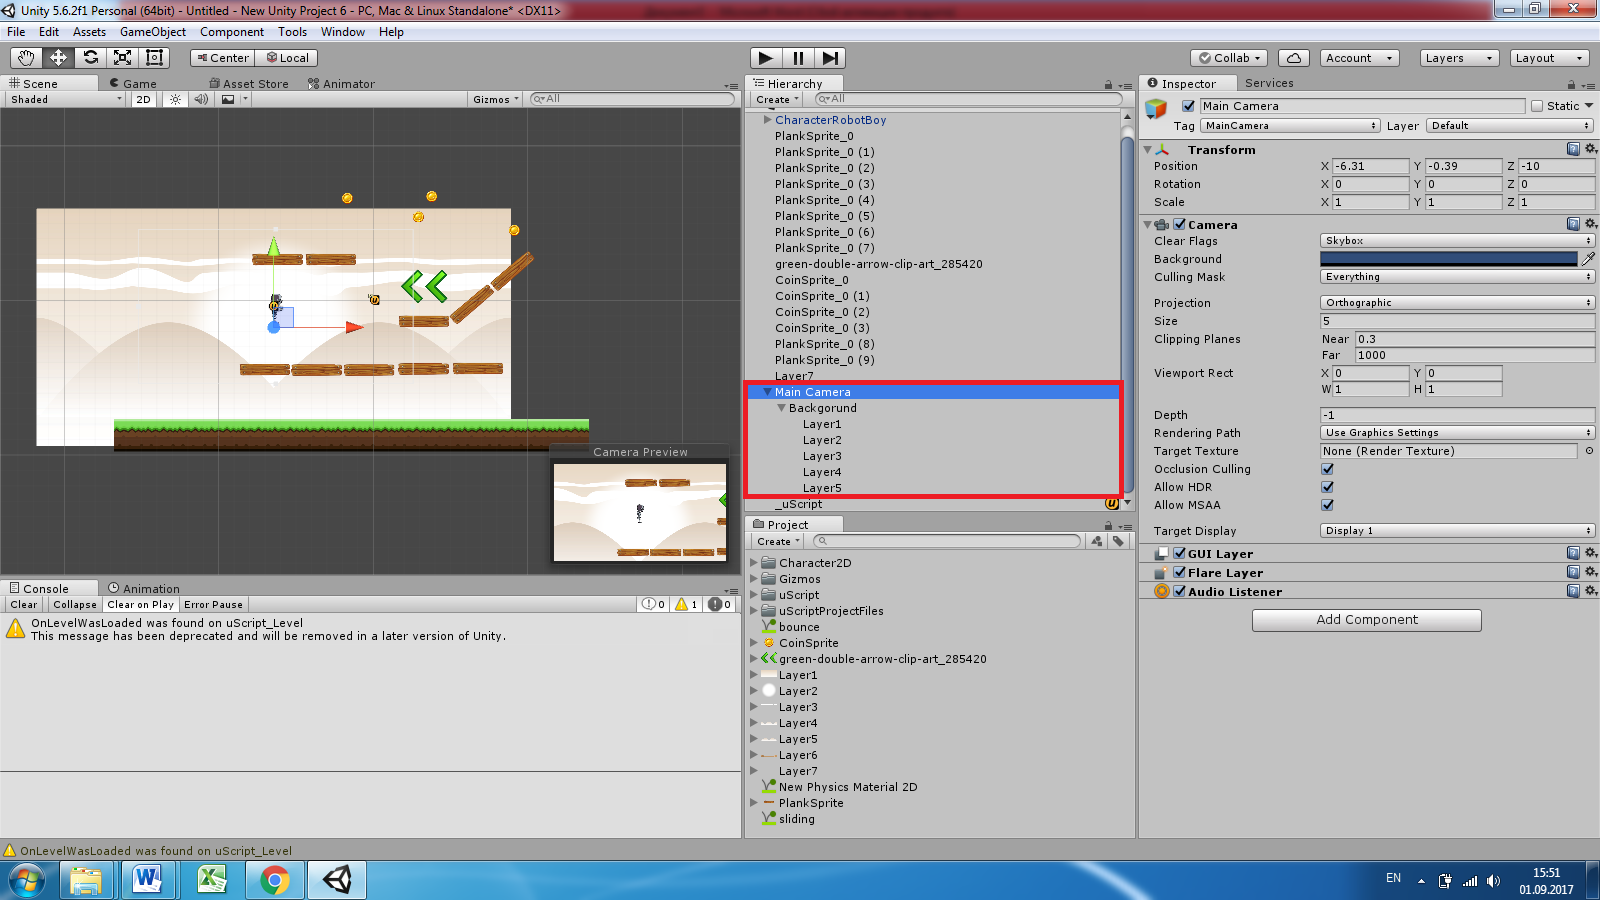 Unity 5.6.2f1 Personal (64bit) - Untitled - New Unity Project 6 - PC, Mac & Linux Standalone* <DX11>
File Edit Assets GameObject Component Tools Window Help
Center Local Collab Account Layers Layout
Scene Game Asset Store Animator
Shaded 2D Gizmos All
Camera Preview
Console Animation
Clear Collapse Clear on Play Error Pause 0 1 0
OnLevelWasLoaded was found on uScript_Level
This message has been deprecated and will be removed in a later version of Unity.
Hierarchy
Create All
CharacterRobotBoy
PlankSprite_0
PlankSprite_0 (1)
PlankSprite_0 (2)
PlankSprite_0 (3)
PlankSprite_0 (4)
PlankSprite_0 (5)
PlankSprite_0 (6)
PlankSprite_0 (7)
green-double-arrow-clip-art_285420
CoinSprite_0
CoinSprite_0 (1)
CoinSprite_0 (2)
CoinSprite_0 (3)
PlankSprite_0 (8)
PlankSprite_0 (9)
Layer7
Main Camera
Backgorund
Layer1
Layer2
Layer3
Layer4
Layer5
_uScript
Project
Create
Character2D
Gizmos
uScript
uScriptProjectFiles
bounce
CoinSprite
green-double-arrow-clip-art_285420
Layer1
Layer2
Layer3
Layer4
Layer5
Layer6
Layer7
New Physics Material 2D
PlankSprite
sliding
Inspector Services
Main Camera Static
Tag MainCamera Layer Default
Transform
Position X -6.31 Y -0.39 Z -10
Rotation X 0 Y 0 Z 0
Scale X 1 Y 1 Z 1
Camera
Clear Flags Skybox
Background
Culling Mask Everything
Projection Orthographic
Size 5
Clipping Planes Near 0.3
Far 1000
Viewport Rect X 0 Y 0
W 1 H 1
Depth -1
Rendering Path Use Graphics Settings
Target Texture None (Render Texture)
Occlusion Culling
Allow HDR
Allow MSAA
Target Display Display 1
GUI Layer
Flare Layer
Audio Listener
Add Component
OnLevelWasLoaded was found on uScript_Level
EN 15:51
01.09.2017